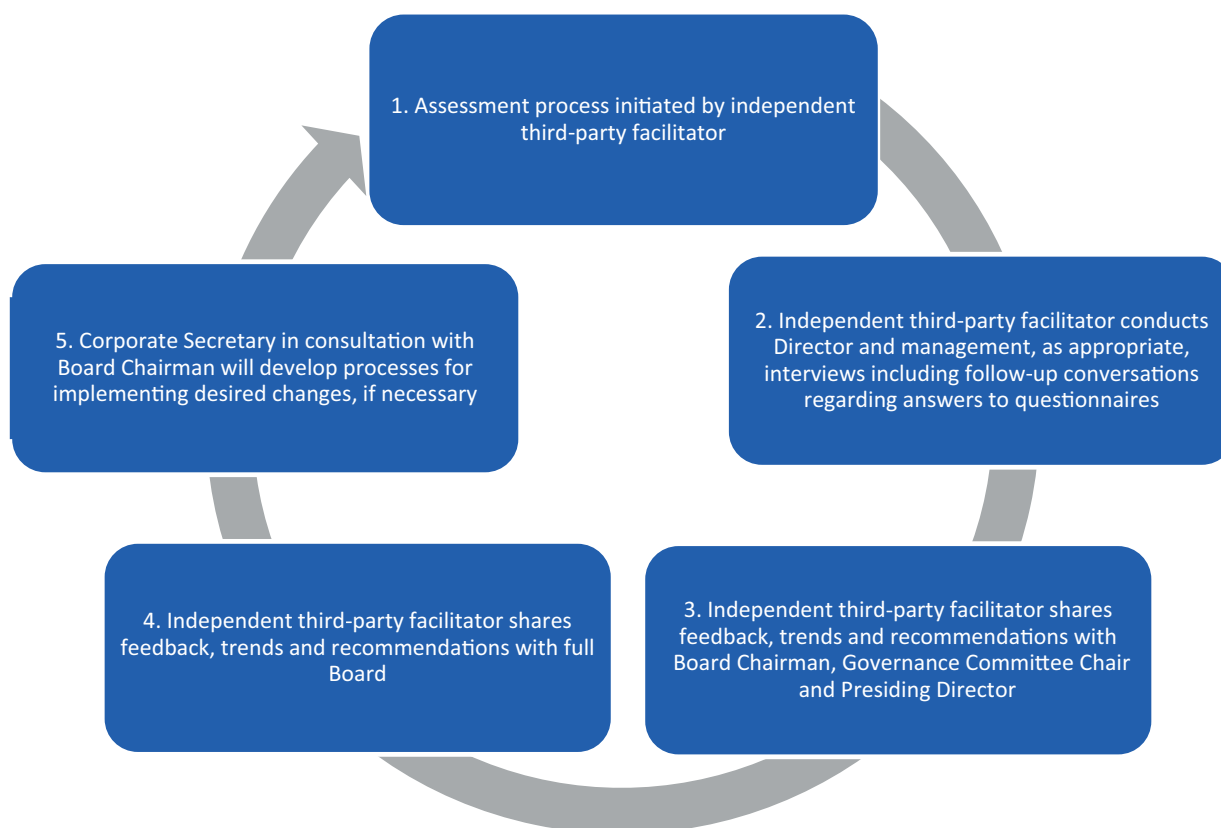 1. Assessment process initiated by independent
third-party facilitator
2. Independent third-party facilitator conducts
Director and management, as appropriate,
interviews including follow-up conversations
regarding answers to questionnaires
3. Independent third-party facilitator shares
feedback, trends and recommendations with
Board Chairman, Governance Committee Chair
and Presiding Director
4. Independent third-party facilitator shares
feedback, trends and recommendations with full
Board
5. Corporate Secretary in consultation with
Board Chairman will develop processes for
implementing desired changes, if necessary